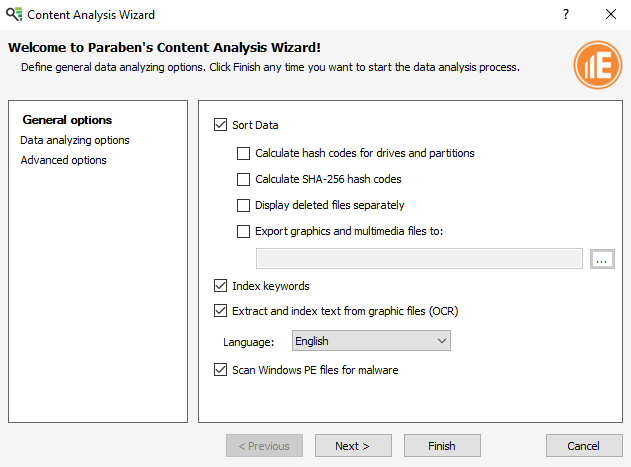 Content Analysis Wizard
?
Welcome to Paraben's Content Analysis Wizard!
Define general data analyzing options. Click Finish any time you want to start the data analysis process.
E
General options
Data analyzing options
Advanced options
Sort Data
Calculate hash codes for drives and partitions
Calculate SHA-256 hash codes
Display deleted files separately
Export graphics and multimedia files to:
...
Index keywords
Extract and index text from graphic files (OCR)
Language: English
Scan Windows PE files for malware
< Previous Next > Finish Cancel